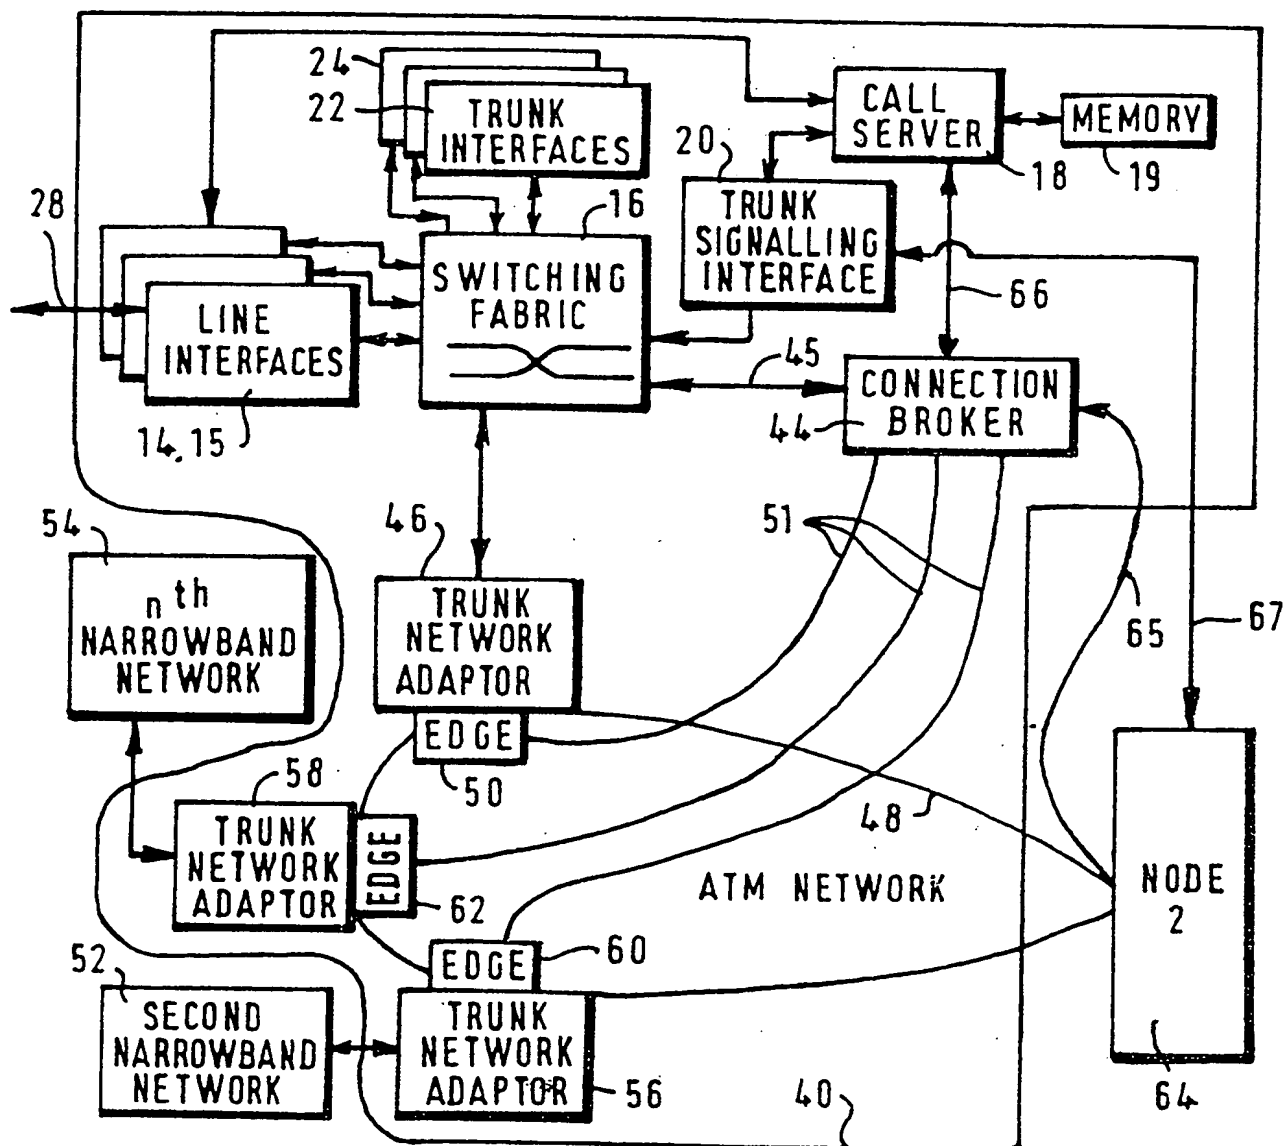 24
22
TRUNK
INTERFACES
CALL
SERVER
18
MEMORY
19
20
TRUNK
SIGNALLING
INTERFACE
28
16
SWITCHING
FABRIC
LINE
INTERFACES
14,15
66
45
CONNECTION
BROKER
44
54
nth
NARROWBAND
NETWORK
46
TRUNK
NETWORK
ADAPTOR
EDGE
50
51
65
67
58
TRUNK
NETWORK
ADAPTOR
EDGE
62
48
ATM NETWORK
NODE
2
64
52
SECOND
NARROWBAND
NETWORK
EDGE
60
TRUNK
NETWORK
ADAPTOR
56
40